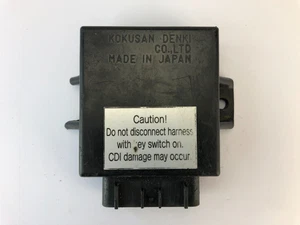 KOKUSAN DENKI
CO.,LTD
MADE IN JAPAN
Caution!
Do not disconnect harness
with key switch on.
CDI damage may occur.